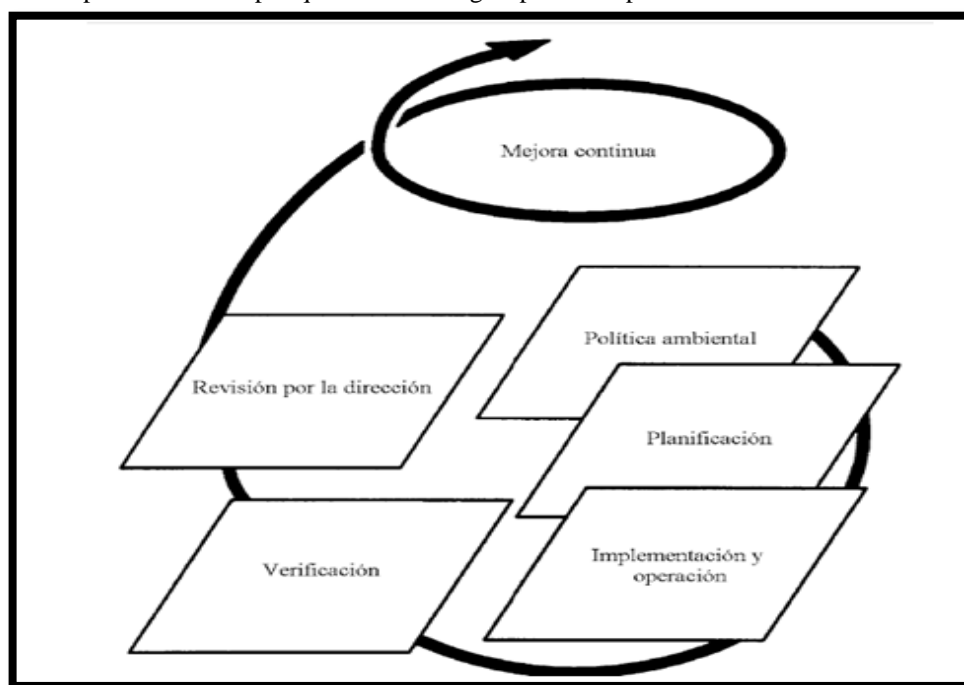 Mejora continua
Política ambiental
Planificación
Implementación y
operación
Verificación
Revisión por la dirección